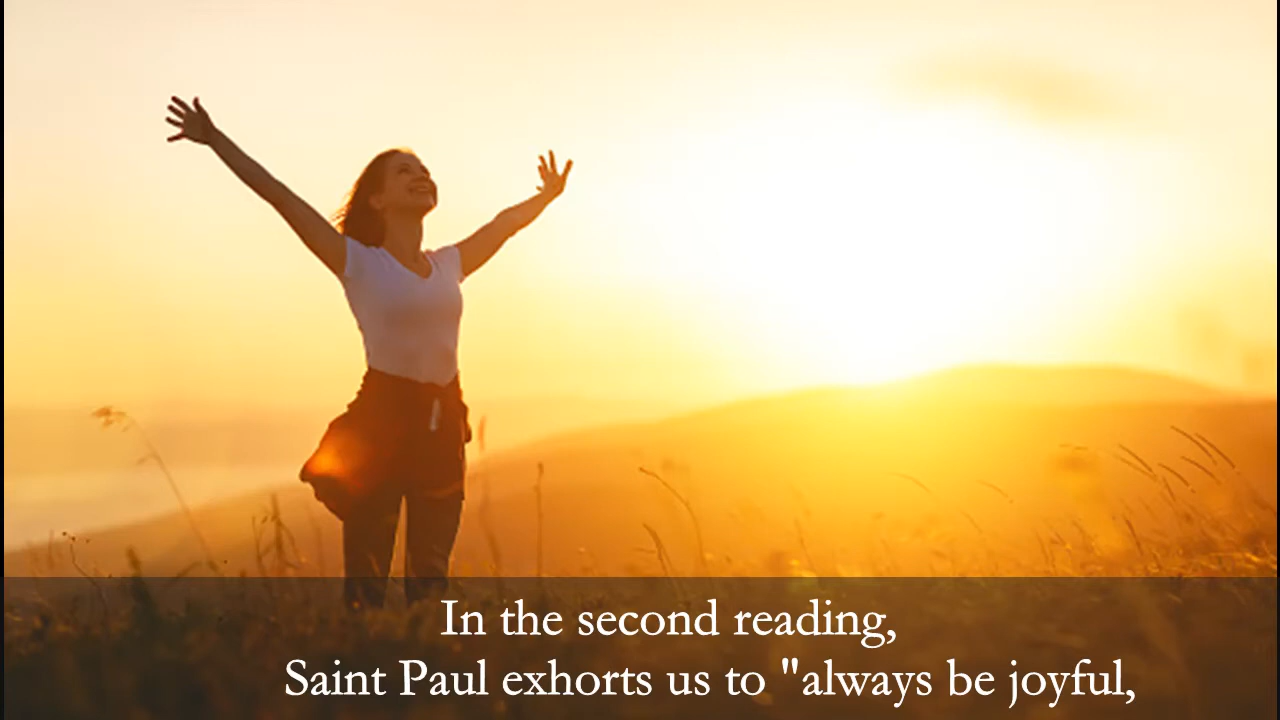 In the second reading,
Saint Paul exhorts us to "always be joyful,